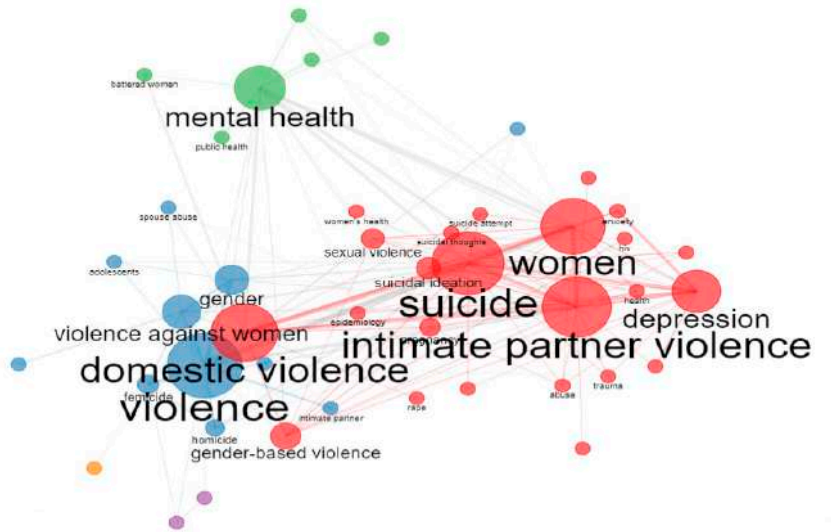 battered women
mental health
public health
spouse abuse
women's health
suicide attempt
anxiety
sexual violence
suicidal thoughts
hiv
adolescents
women
suicidal ideation
gender
health
suicide
epidemiology
depression
violence against women
pregnancy
intimate partner violence
domestic violence
trauma
abuse
femicide
rape
violence
intimate partner
homicide
gender-based violence